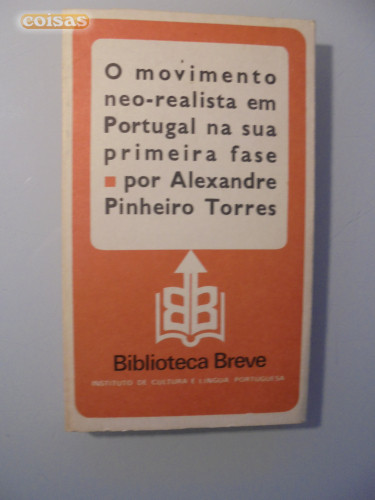 coisas
O movimento
neo-realista em
Portugal na sua
primeira fase
por Alexandre
Pinheiro Torres
Biblioteca Breve
INSTITUTO DE CULTURA E LÍNGUA PORTUGUESA